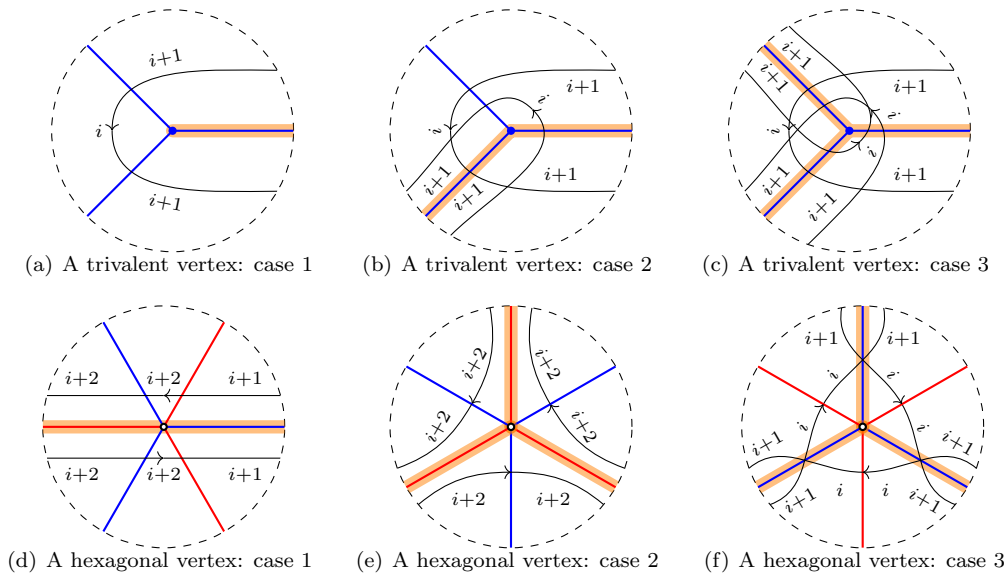 i+1
i
i+1
(a) A trivalent vertex: case 1
i
i+1
i
i+1
i+1
i+1
(b) A trivalent vertex: case 2
i+1
i+1
i+1
i
i
i
i+1
i+1
i+1
(c) A trivalent vertex: case 3
i+2 i+2 i+1
i+2 i+2 i+1
(d) A hexagonal vertex: case 1
i+2 i+2
i+2 i+2
i+2 i+2
(e) A hexagonal vertex: case 2
i+1 i+1
i i
i i
i+1 i+1
i+1 i i i+1
(f) A hexagonal vertex: case 3